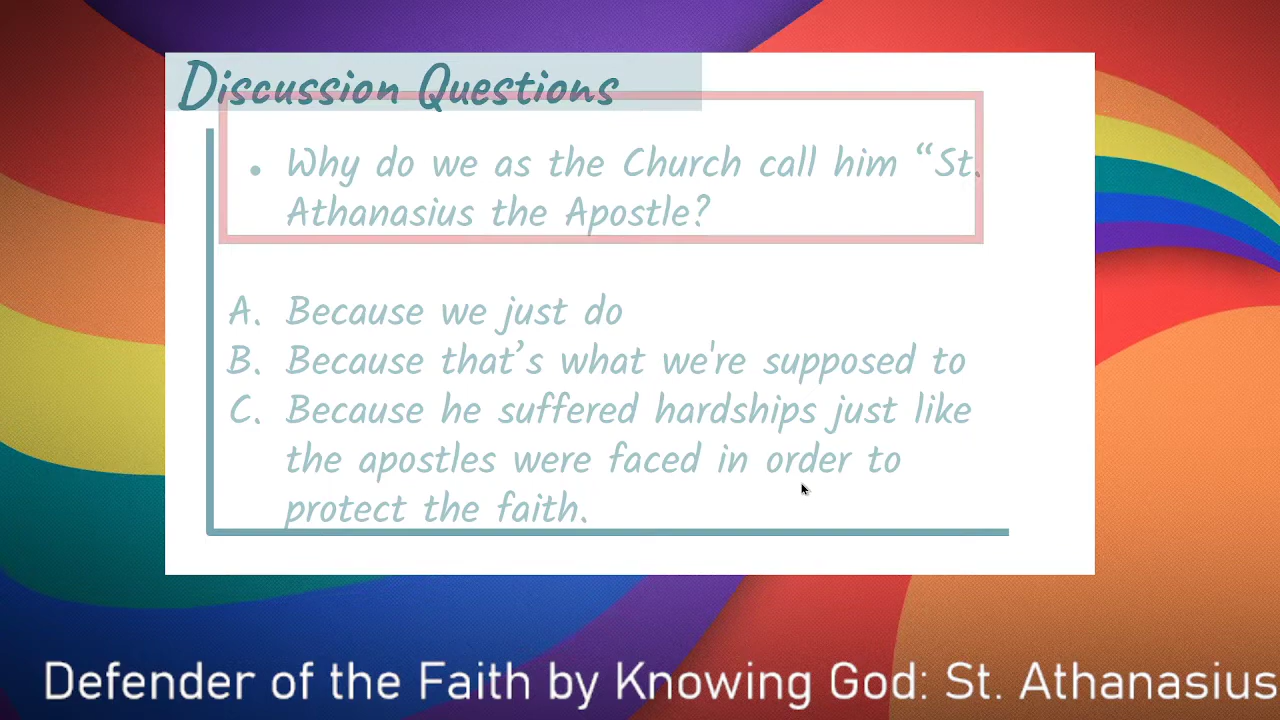 Discussion Questions
• Why do we as the Church call him “St.
Athanasius the Apostle?
A. Because we just do
B. Because that’s what we're supposed to
C. Because he suffered hardships just like
the apostles were faced in order to
protect the faith.
Defender of the Faith by Knowing God: St. Athanasius